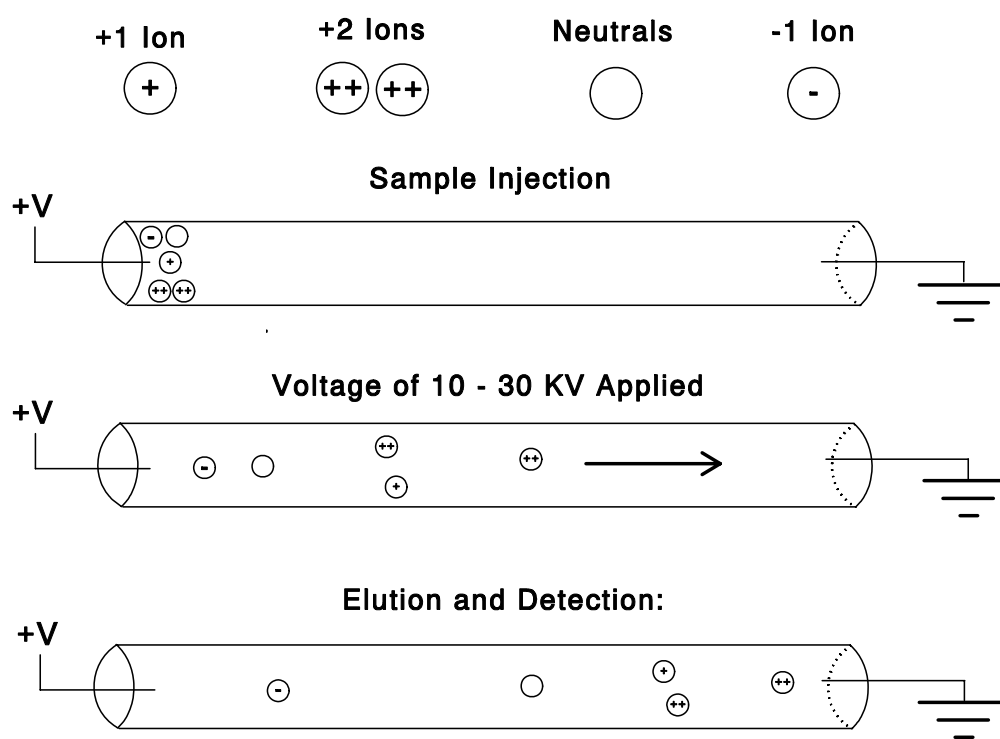 +1 Ion
+2 Ions
Neutrals
-1 Ion
+
++
++
-
Sample Injection
+V
-
+
++
++
Voltage of 10 - 30 KV Applied
+V
++
++
-
+
Elution and Detection:
+V
+
++
-
++